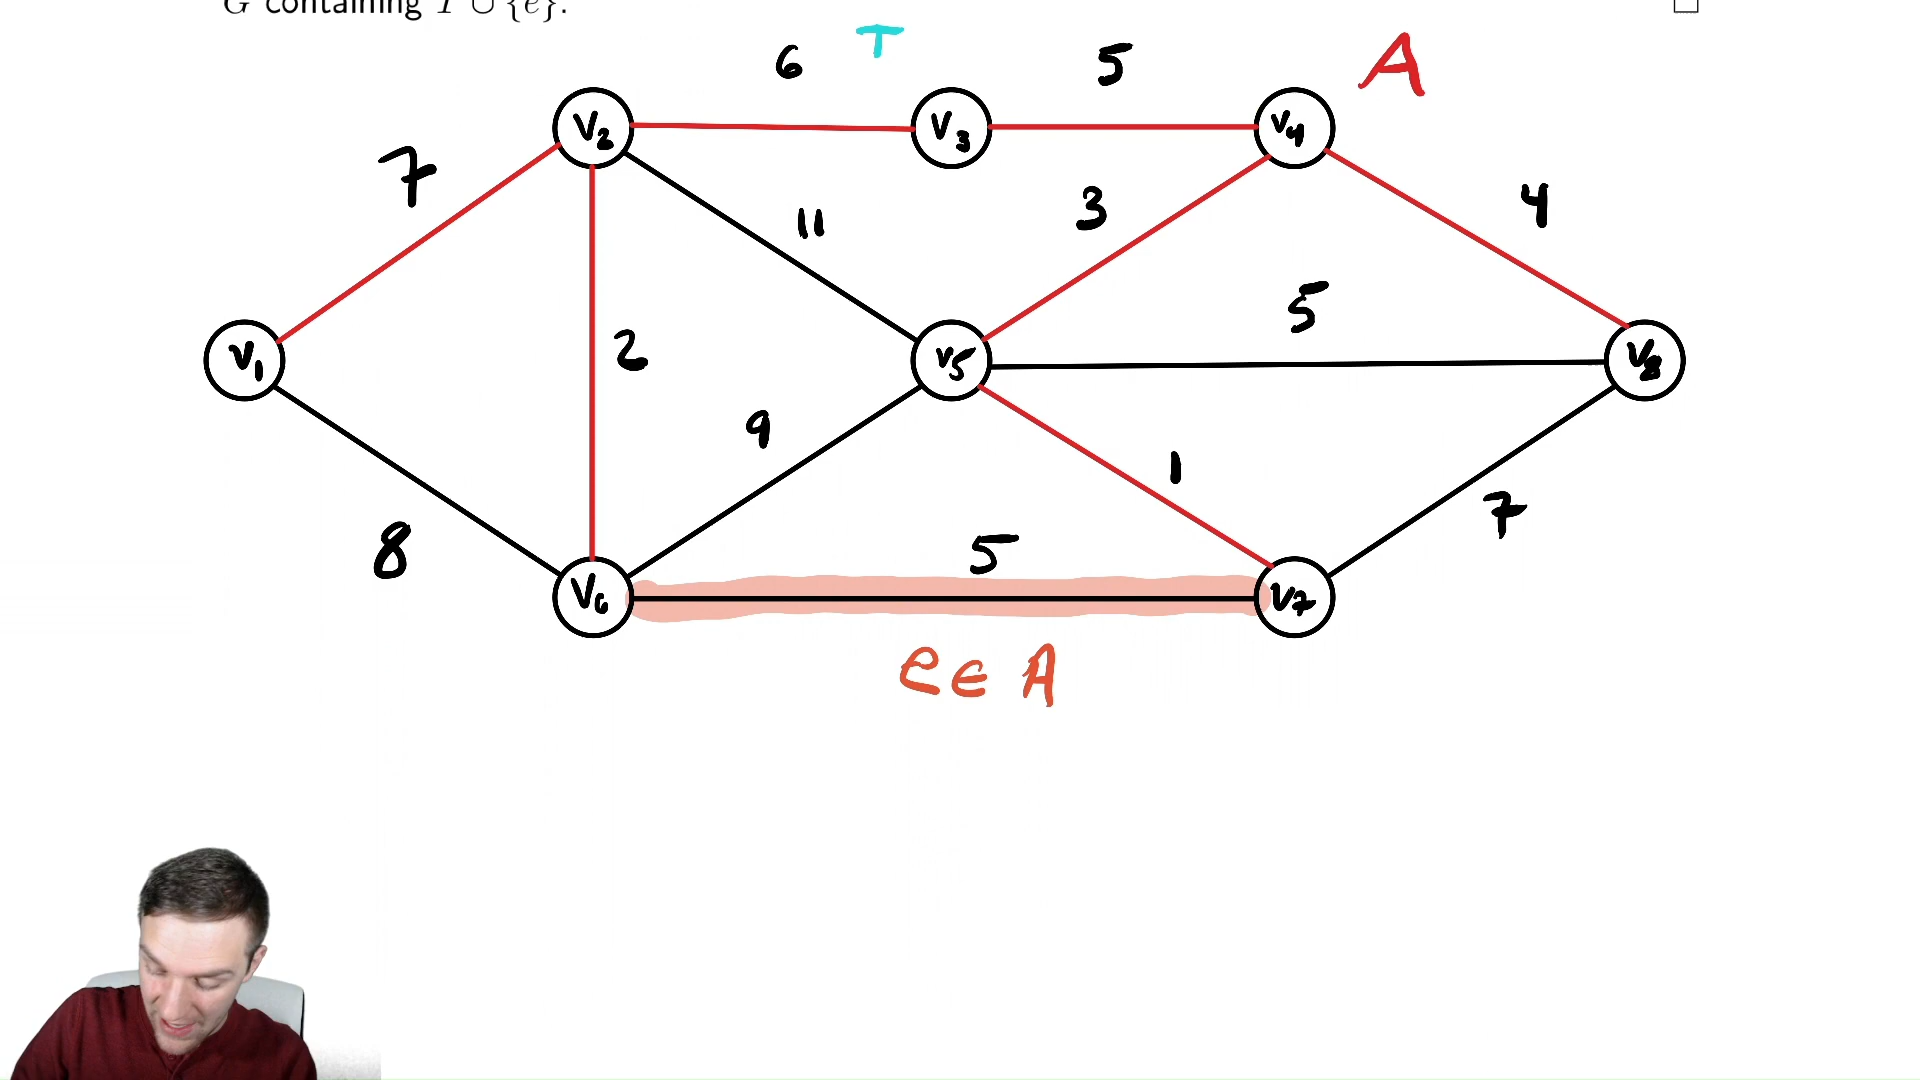 G containing T ∪ {e}. □
T
6
5
A
7
V2
V3
V4
11
3
4
5
V1
2
V5
V8
9
1
7
8
5
V6
V7
e ∈ A